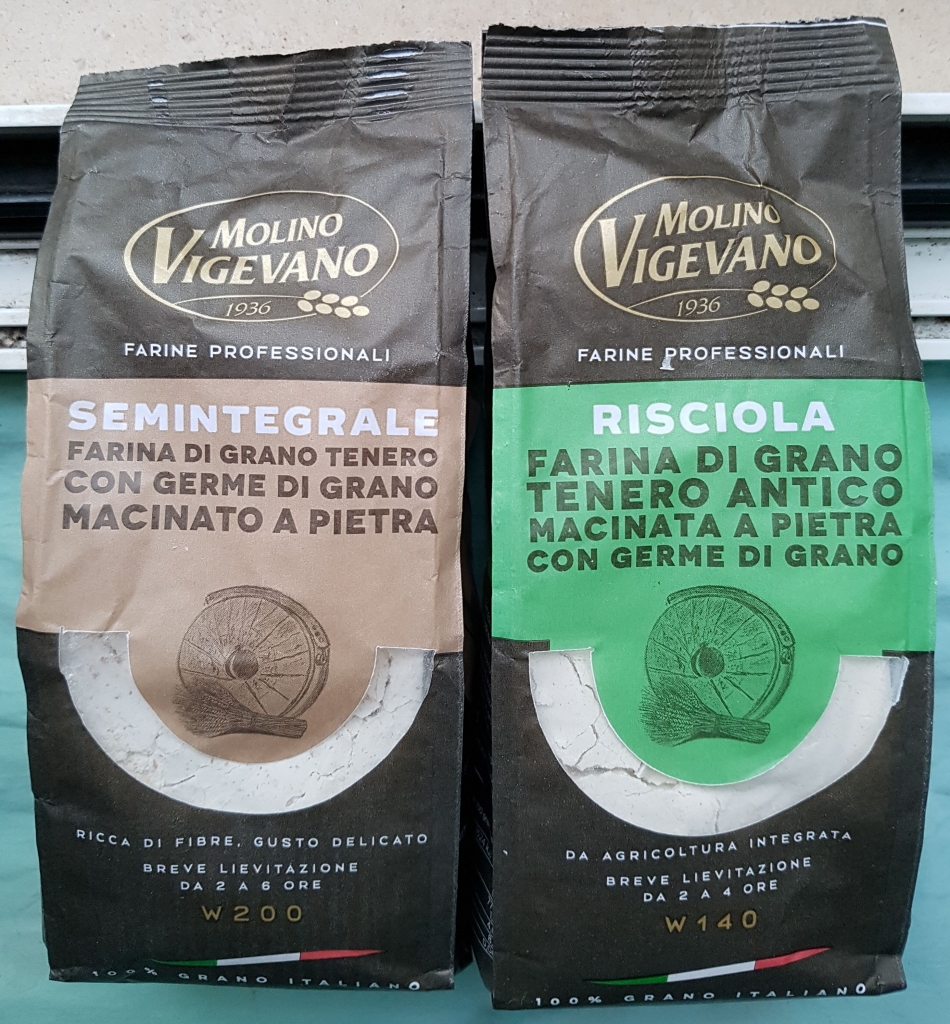 MOLINO
VIGEVANO
1936
FARINE PROFESSIONALI
SEMINTEGRALE
FARINA DI GRANO TENERO
CON GERME DI GRANO
MACINATO A PIETRA
RICCA DI FIBRE, GUSTO DELICATO
BREVE LIEVITAZIONE
DA 2 A 6 ORE
W200
100% GRANO ITALIANO
MOLINO
VIGEVANO
1936
FARINE PROFESSIONALI
RISCIOLA
FARINA DI GRANO
TENERO ANTICO
MACINATA A PIETRA
CON GERME DI GRANO
DA AGRICOLTURA INTEGRATA
BREVE LIEVITAZIONE
DA 2 A 4 ORE
W140
100% GRANO ITALIANO